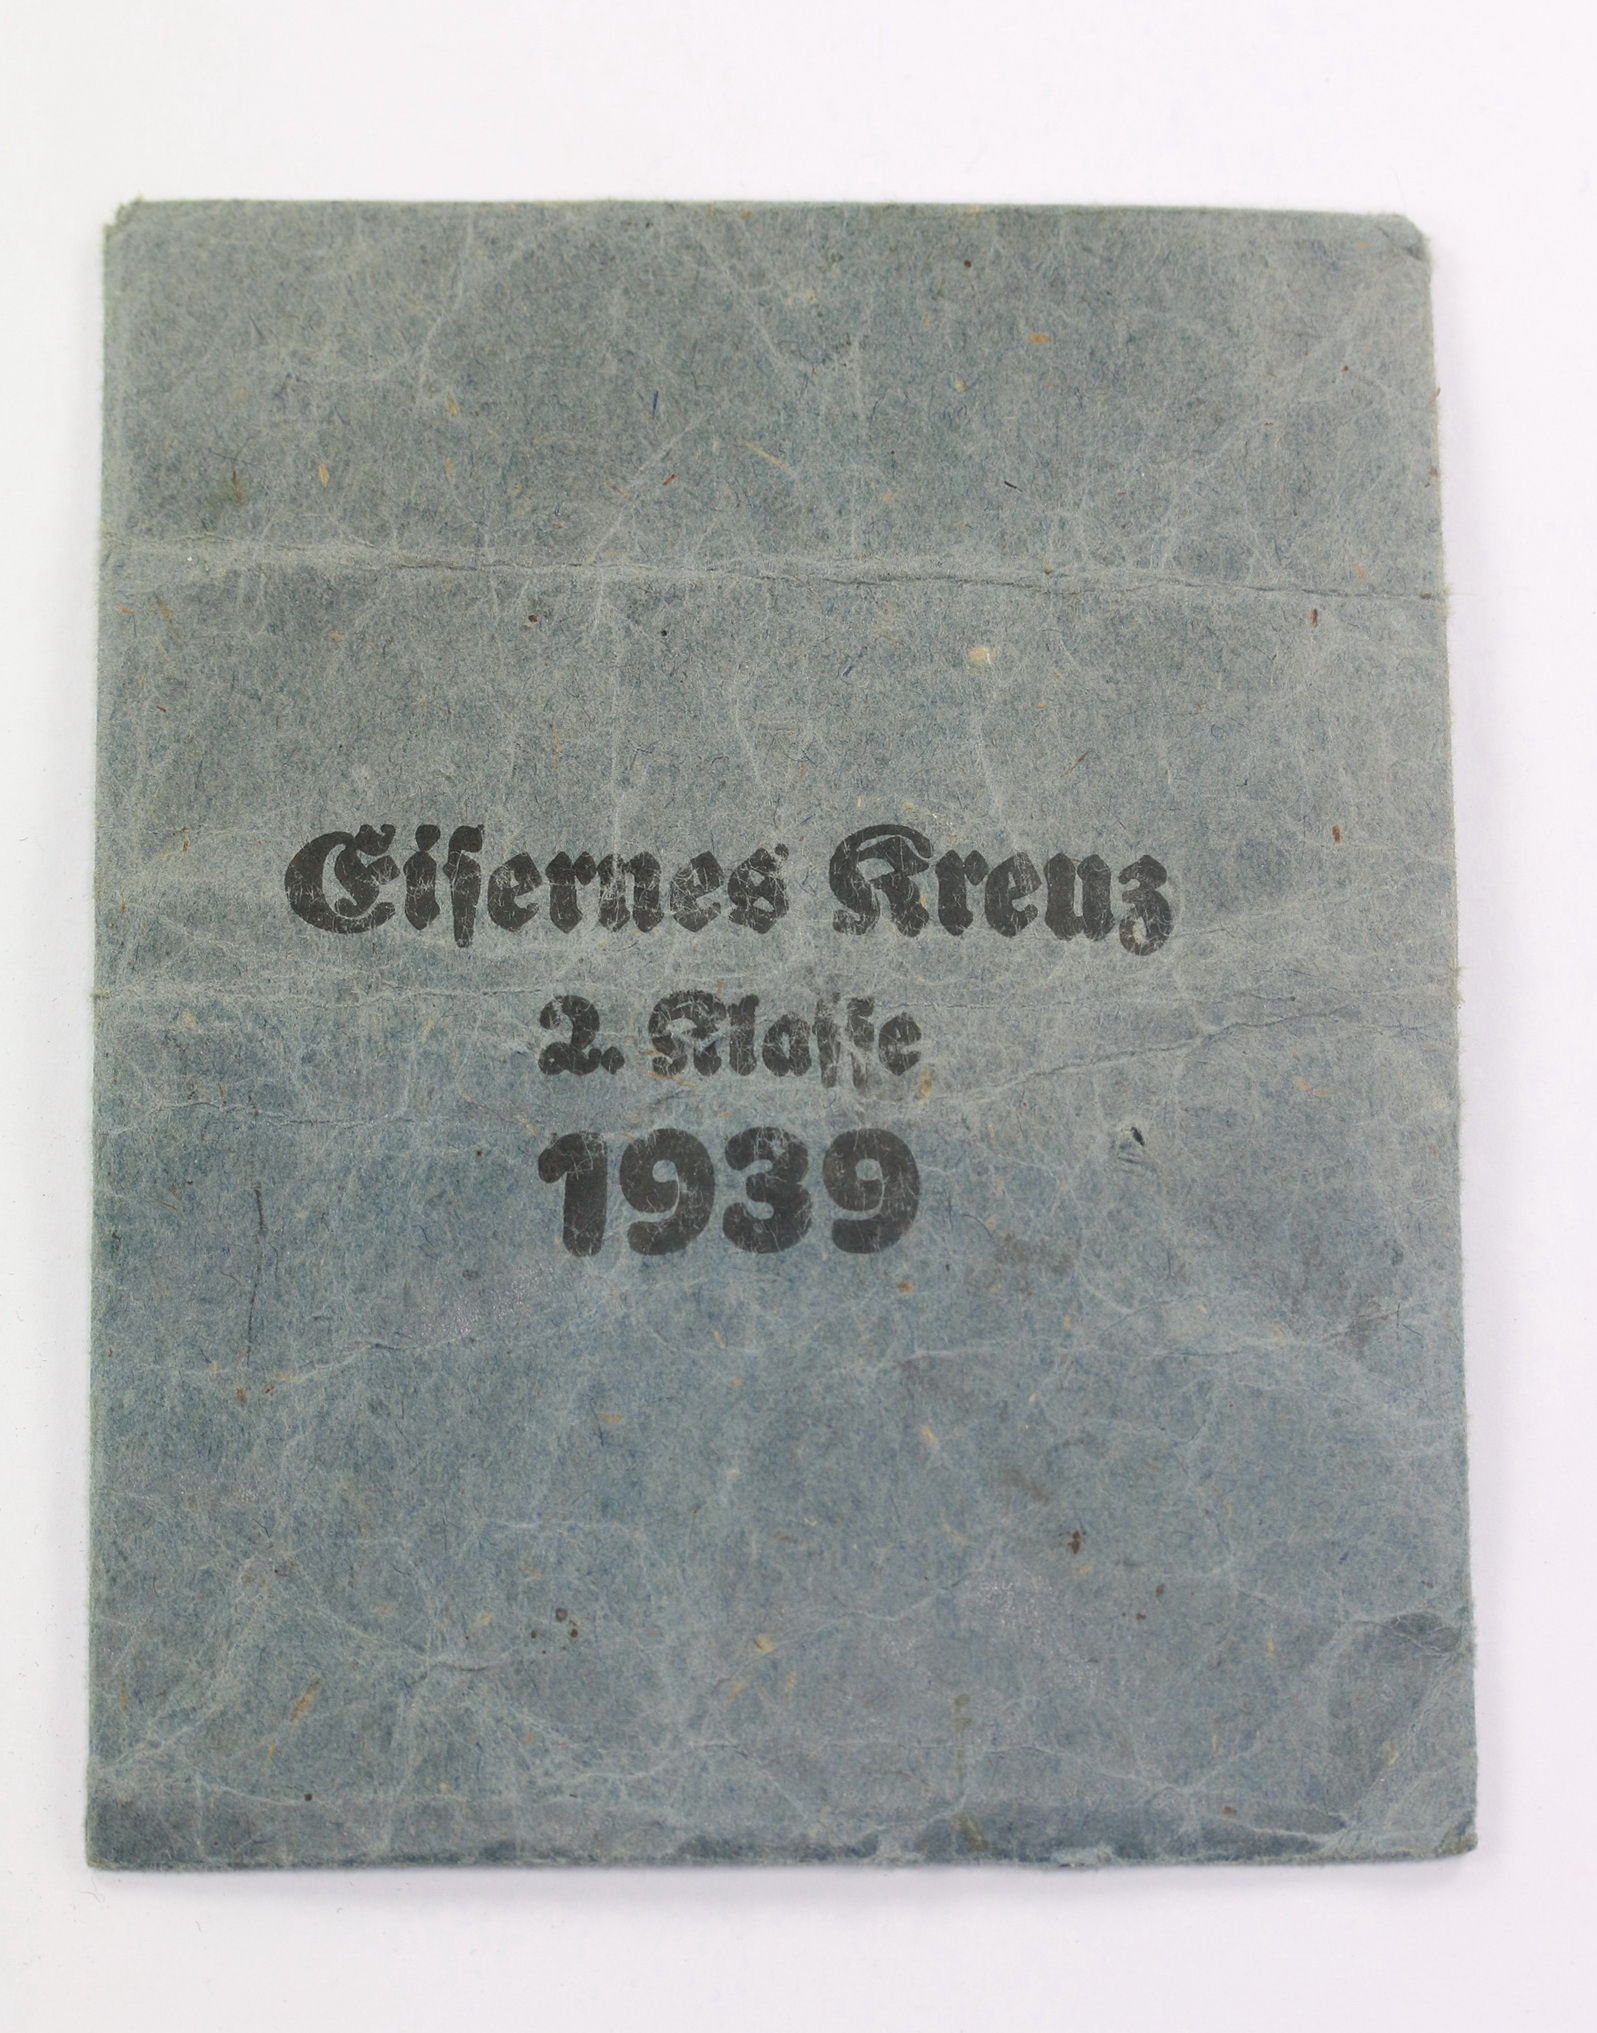 Eiſernes Kreuz
2. Klaſſe
1939